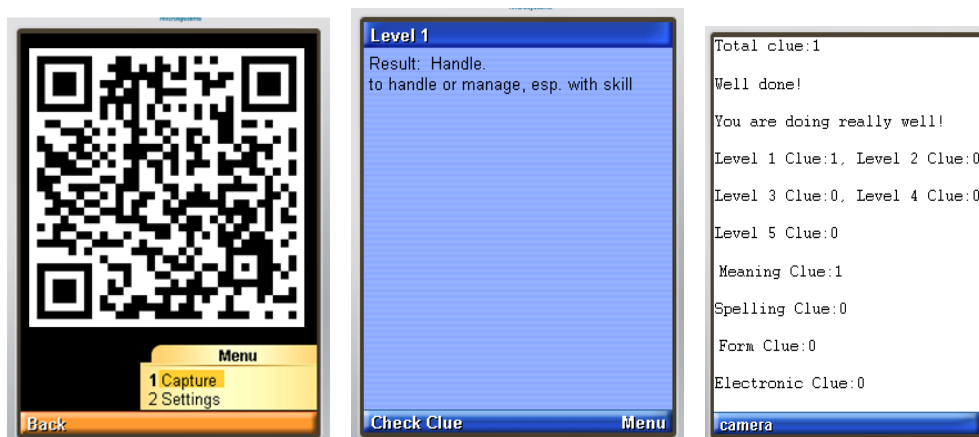 microsystems
Menu
1 Capture
2 Settings
Back
microsystems
Level 1
Result: Handle.
to handle or manage, esp. with skill
Check Clue Menu
Total clue:1
Well done!
You are doing really well!
Level 1 Clue:1, Level 2 Clue:0
Level 3 Clue:0, Level 4 Clue:0
Level 5 Clue:0
Meaning Clue:1
Spelling Clue:0
Form Clue:0
Electronic Clue:0
camera